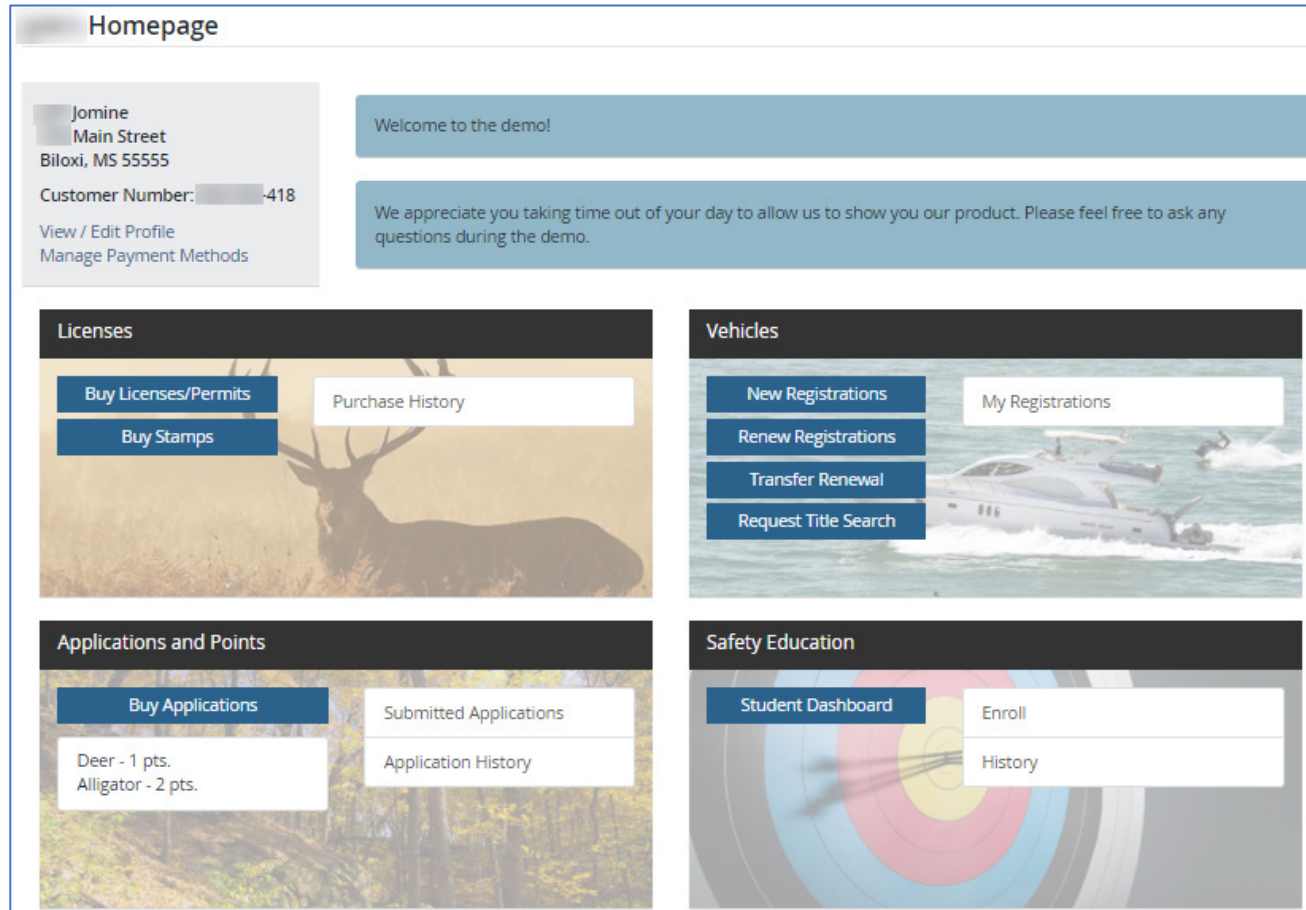 Homepage
Jomine
Main Street
Biloxi, MS 55555
Customer Number: -418
View / Edit Profile
Manage Payment Methods
Welcome to the demo!
We appreciate you taking time out of your day to allow us to show you our product. Please feel free to ask any
questions during the demo.
Licenses
Buy Licenses/Permits
Buy Stamps
Purchase History
Vehicles
New Registrations
Renew Registrations
Transfer Renewal
Request Title Search
My Registrations
Applications and Points
Buy Applications
Deer - 1 pts.
Alligator - 2 pts.
Submitted Applications
Application History
Safety Education
Student Dashboard
Enroll
History